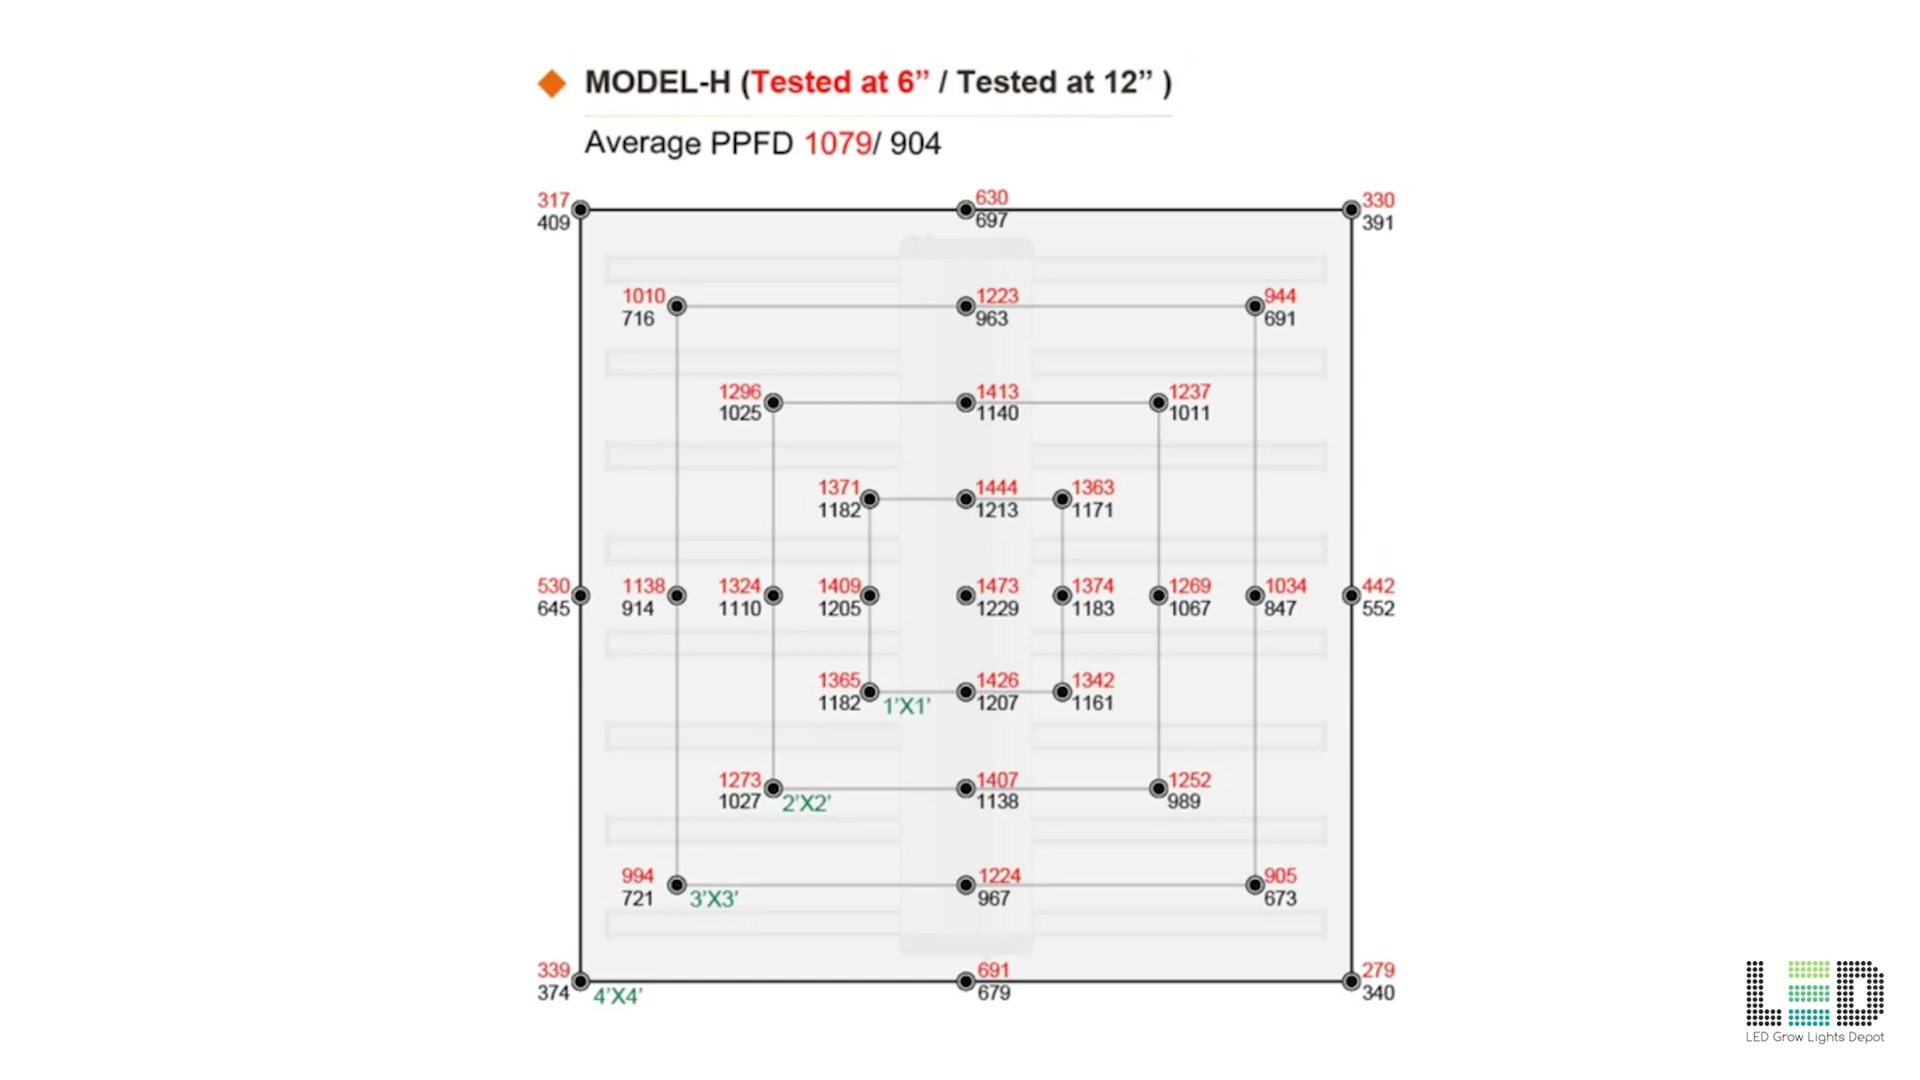 MODEL-H (Tested at 6” / Tested at 12” )
Average PPFD 1079/ 904
317 630 330
409 697 391
1010 1223 944
716 963 691
1296 1413 1237
1025 1140 1011
1371 1444 1363
1182 1213 1171
530 1138 1324 1409 1473 1374 1269 1034 442
645 914 1110 1205 1229 1183 1067 847 552
1365 1426 1342
1182 1'X1' 1207 1161
1273 1407 1252
1027 2'X2' 1138 989
994 1224 905
721 3'X3' 967 673
339 691 279
374 4'X4' 679 340
LED
LED Grow Lights Depot